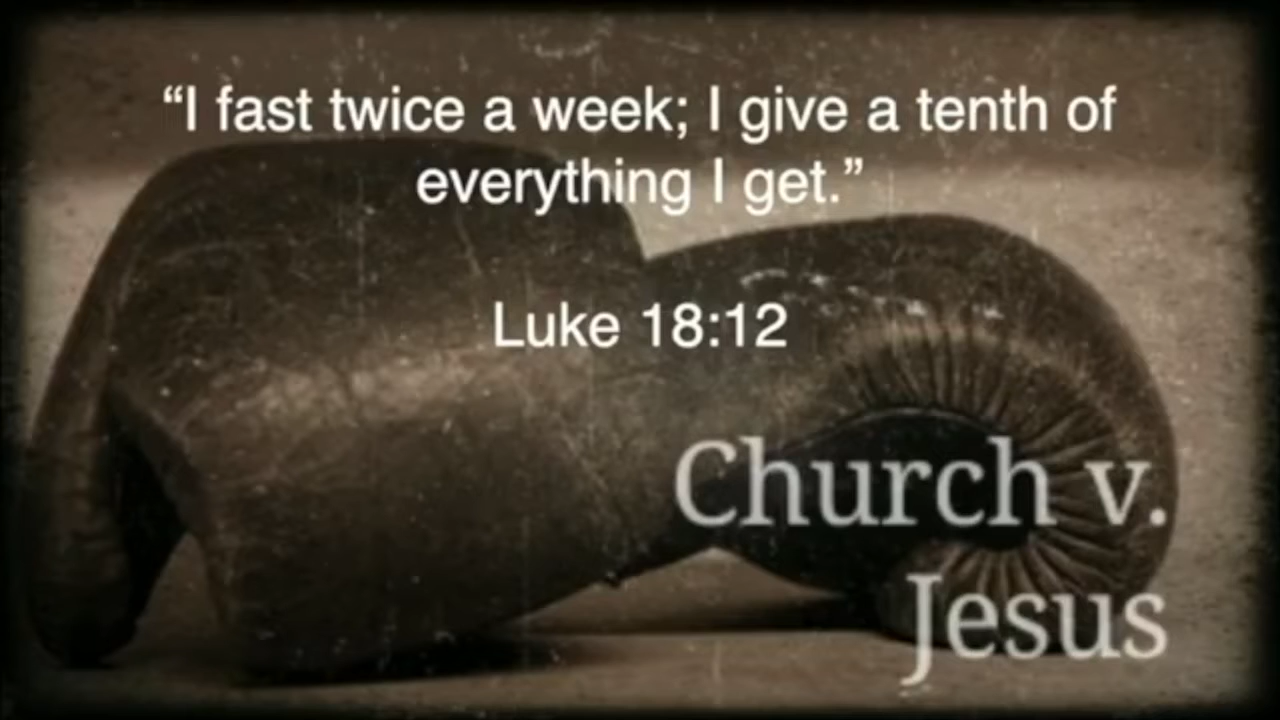 “I fast twice a week; I give a tenth of
everything I get.”
Luke 18:12
Church v.
Jesus